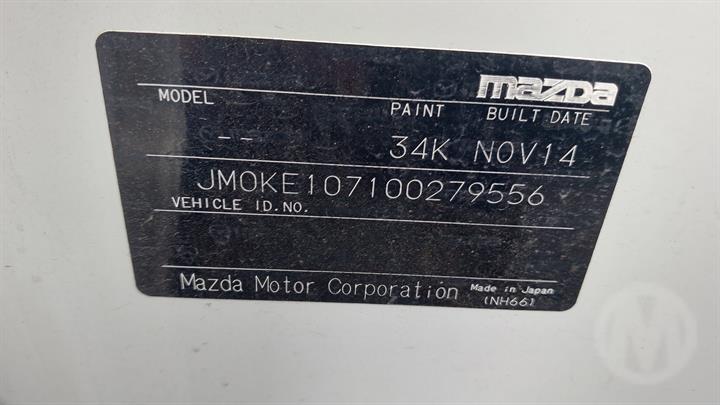 mazda
MODEL PAINT BUILT DATE
-- 34K NOV14
JM0KE107100279556
VEHICLE ID.NO.
Mazda Motor Corporation Made in Japan
(NH66)
M